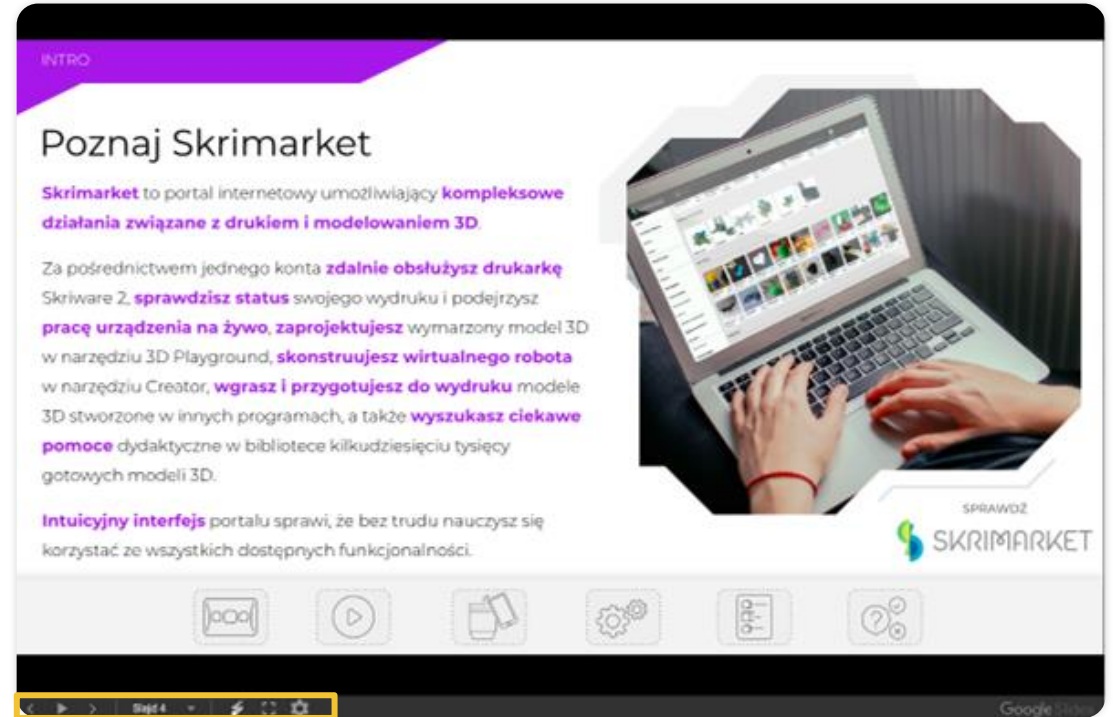 INTRO
Poznaj Skrimarket
Skrimarket to portal internetowy umożliwiający kompleksowe
działania związane z drukiem i modelowaniem 3D.
Za pośrednictwem jednego konta zdalnie obsłużysz drukarkę
Skriware 2, sprawdzisz status swojego wydruku i podejrzysz
pracę urządzenia na żywo, zaprojektujesz wymarzony model 3D
w narzędziu 3D Playground, skonstruujesz wirtualnego robota
w narzędziu Creator, wgrasz i przygotujesz do wydruku modele
3D stworzone w innych programach, a także wyszukasz ciekawe
pomoce dydaktyczne w bibliotece kilkudziesięciu tysięcy
gotowych modeli 3D.
Intuicyjny interfejs portalu sprawi, że bez trudu nauczysz się
korzystać ze wszystkich dostępnych funkcjonalności.
SPRAWDŹ
SKRIMARKET
Slajd 4
Google Slides